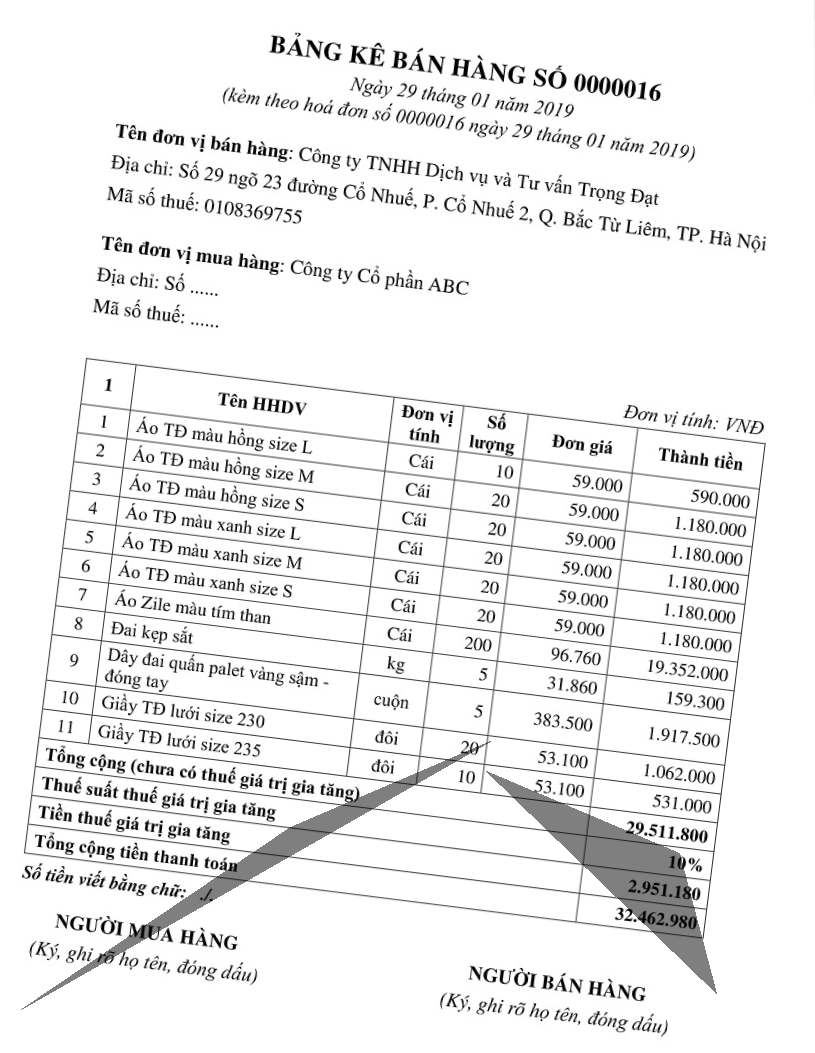 BẢNG KÊ BÁN HÀNG SỐ 0000016
Ngày 29 tháng 01 năm 2019
(kèm theo hoá đơn số 0000016 ngày 29 tháng 01 năm 2019)
Tên đơn vị bán hàng: Công ty TNHH Dịch vụ và Tư vấn Trọng Đạt
Địa chỉ: Số 29 ngõ 23 đường Cổ Nhuế, P. Cổ Nhuế 2, Q. Bắc Từ Liêm, TP. Hà Nội
Mã số thuế: 0108369755
Tên đơn vị mua hàng: Công ty Cổ phần ABC
Địa chỉ: Số ......
Mã số thuế: ......
Đơn vị tính: VNĐ
1 Tên HHDV Đơn vị tính Số lượng Đơn giá Thành tiền
1 Áo TĐ màu hồng size L Cái 10 59.000 590.000
2 Áo TĐ màu hồng size M Cái 20 59.000 1.180.000
3 Áo TĐ màu hồng size S Cái 20 59.000 1.180.000
4 Áo TĐ màu xanh size L Cái 20 59.000 1.180.000
5 Áo TĐ màu xanh size M Cái 20 59.000 1.180.000
6 Áo TĐ màu xanh size S Cái 20 59.000 1.180.000
7 Áo Zile màu tím than Cái 200 96.760 19.352.000
8 Đai kẹp sắt kg 5 31.860 159.300
9 Dây đai quấn palet vàng sậm - đóng tay cuộn 5 383.500 1.917.500
10 Giầy TĐ lưới size 230 đôi 20 53.100 1.062.000
11 Giầy TĐ lưới size 235 đôi 10 53.100 531.000
Tổng cộng (chưa có thuế giá trị gia tăng) 29.511.800
Thuế suất thuế giá trị gia tăng 10%
Tiền thuế giá trị gia tăng 2.951.180
Tổng cộng tiền thanh toán 32.462.980
Số tiền viết bằng chữ: ./.
NGƯỜI MUA HÀNG
(Ký, ghi rõ họ tên, đóng dấu)
NGƯỜI BÁN HÀNG
(Ký, ghi rõ họ tên, đóng dấu)